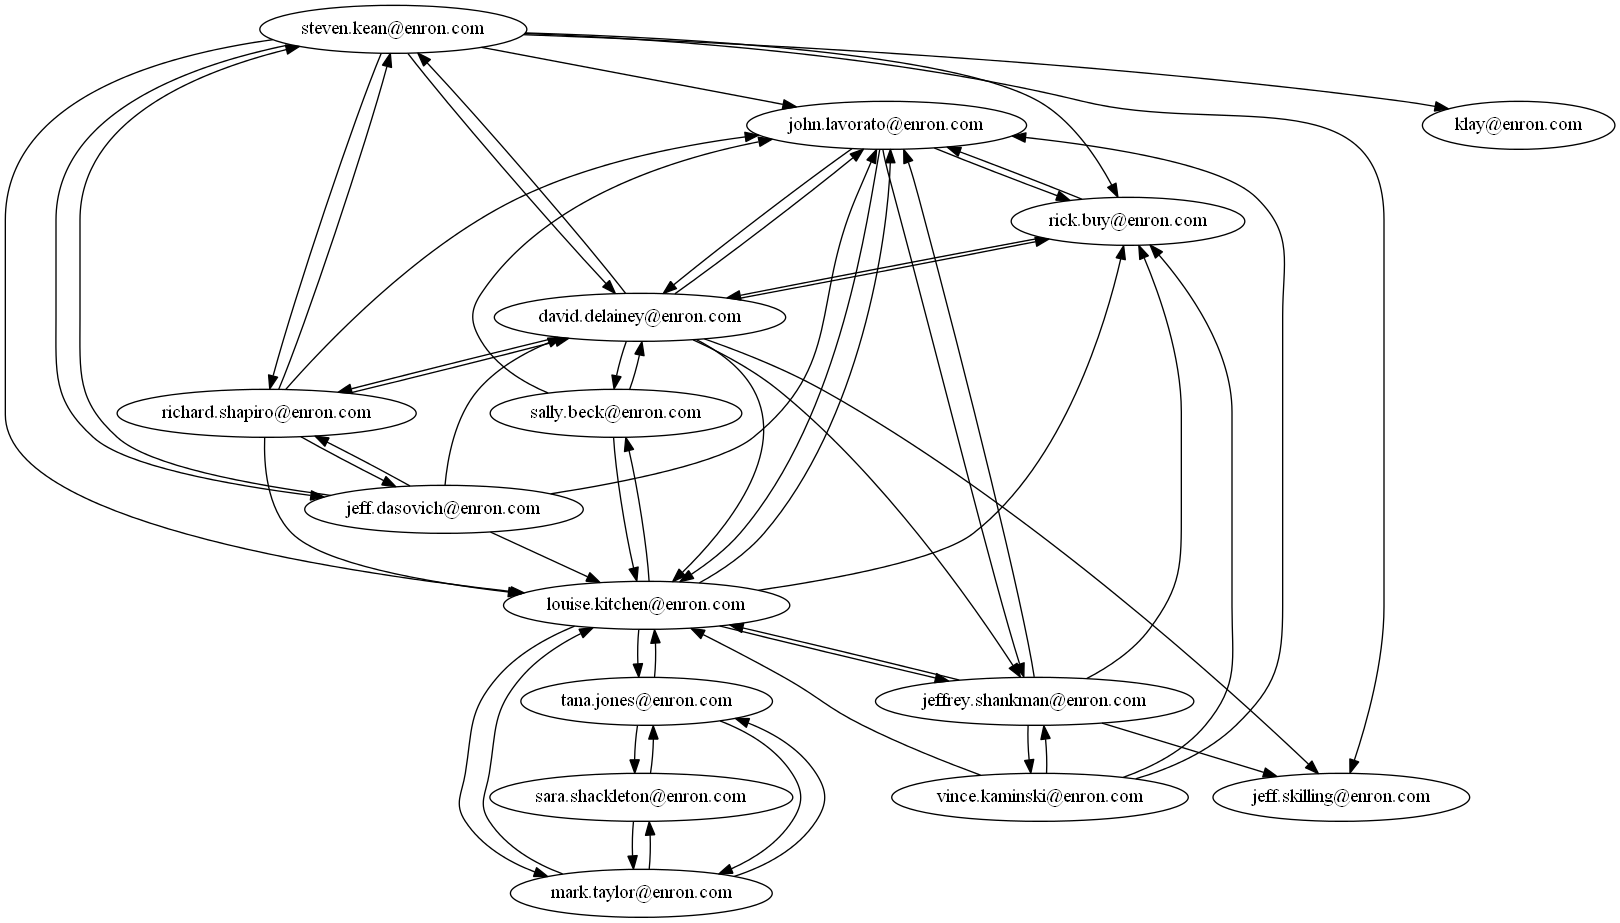 steven.kean@enron.com
john.lavorato@enron.com
klay@enron.com
rick.buy@enron.com
david.delainey@enron.com
richard.shapiro@enron.com
sally.beck@enron.com
jeff.dasovich@enron.com
louise.kitchen@enron.com
tana.jones@enron.com
jeffrey.shankman@enron.com
sara.shackleton@enron.com
vince.kaminski@enron.com
jeff.skilling@enron.com
mark.taylor@enron.com